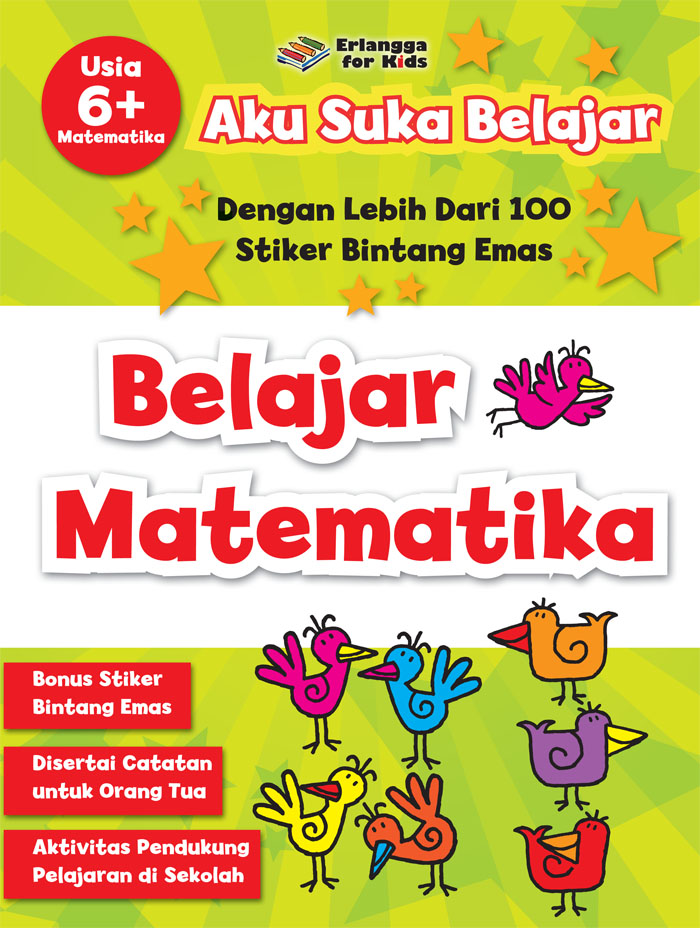 Erlangga
for Kids
Usia
6+
Matematika
Aku Suka Belajar
Dengan Lebih Dari 100
Stiker Bintang Emas
Belajar
Matematika
Bonus Stiker
Bintang Emas
Disertai Catatan
untuk Orang Tua
Aktivitas Pendukung
Pelajaran di Sekolah